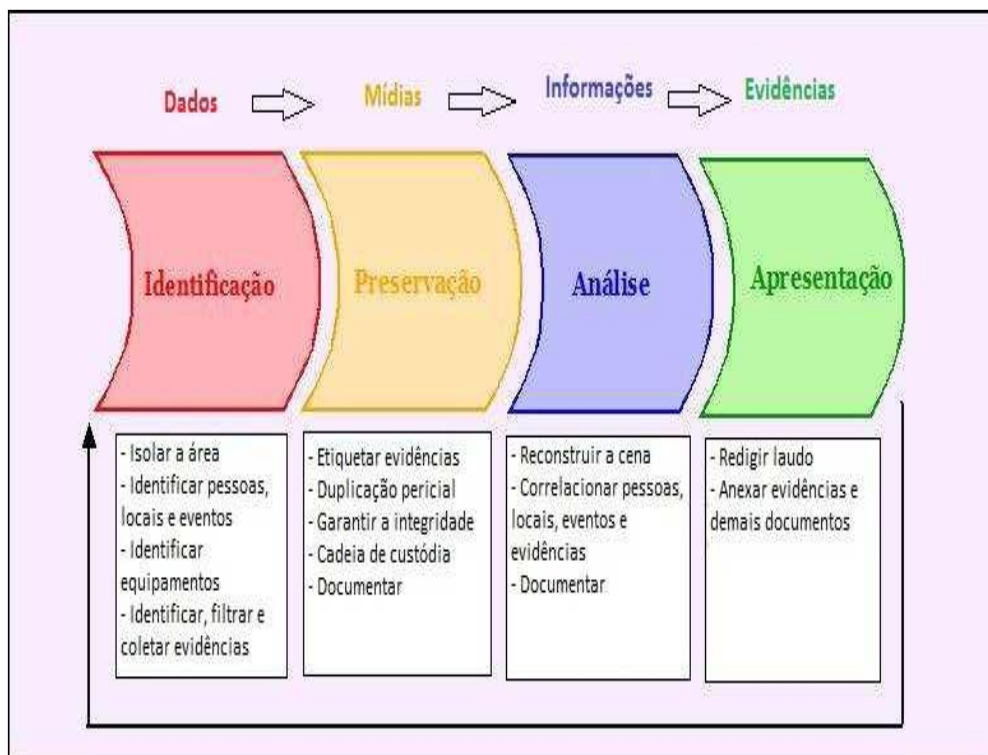 Dados
Mídias
Informações
Evidências
Identificação
Preservação
Análise
Apresentação
- Isolar a área
- Identificar pessoas,
locais e eventos
- Identificar
equipamentos
- Identificar, filtrar e
coletar evidências
- Etiquetar evidências
- Duplicação pericial
- Garantir a integridade
- Cadeia de custódia
- Documentar
- Reconstruir a cena
- Correlacionar pessoas,
locais, eventos e
evidências
- Documentar
- Redigir laudo
- Anexar evidências e
demais documentos